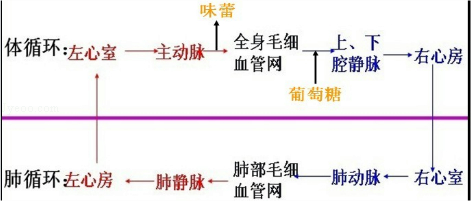 味蕾
体循环：左心室
主动脉
全身毛细
血管网
上、下
腔静脉
右心房
葡萄糖
肺循环：左心房
肺静脉
肺部毛细
血管网
肺动脉
右心室